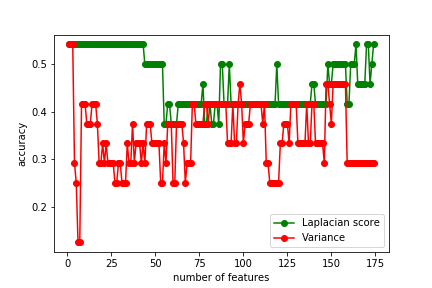 0.5
0.4
0.3
0.2
accuracy
0 25 50 75 100 125 150 175
number of features
Laplacian score
Variance